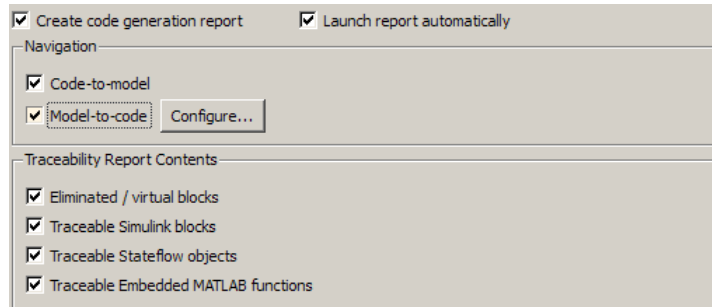 Create code generation report Launch report automatically
Navigation
Code-to-model
Model-to-code Configure...
Traceability Report Contents
Eliminated / virtual blocks
Traceable Simulink blocks
Traceable Stateflow objects
Traceable Embedded MATLAB functions